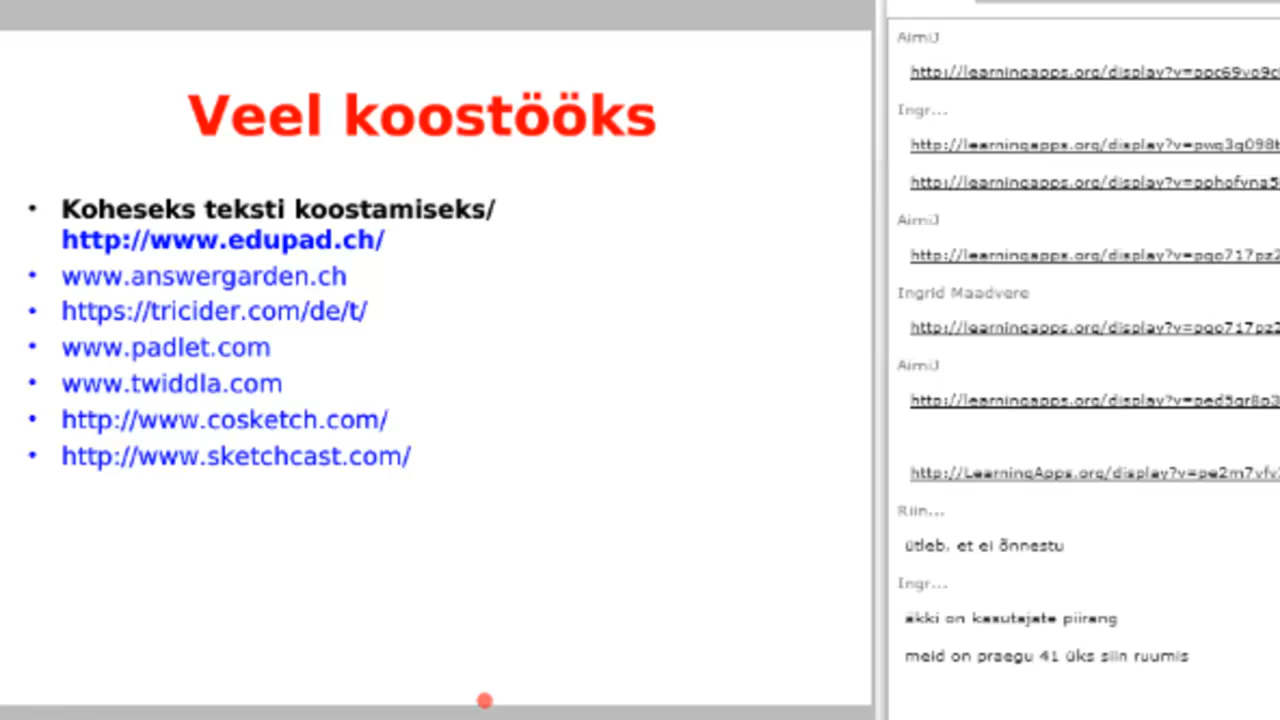 Veel koostööks
• Koheseks teksti koostamiseks/
http://www.edupad.ch/
• www.answergarden.ch
• https://tricider.com/de/t/
• www.padlet.com
• www.twiddla.com
• http://www.cosketch.com/
• http://www.sketchcast.com/
AimiJ
Ingr...
AimiJ
Ingrid Maadvere
AimiJ
Riin...
ütleb, et ei õnnestu
Ingr...
äkki on kasutajate piirang
meid on praegu 41 üks siin ruumis